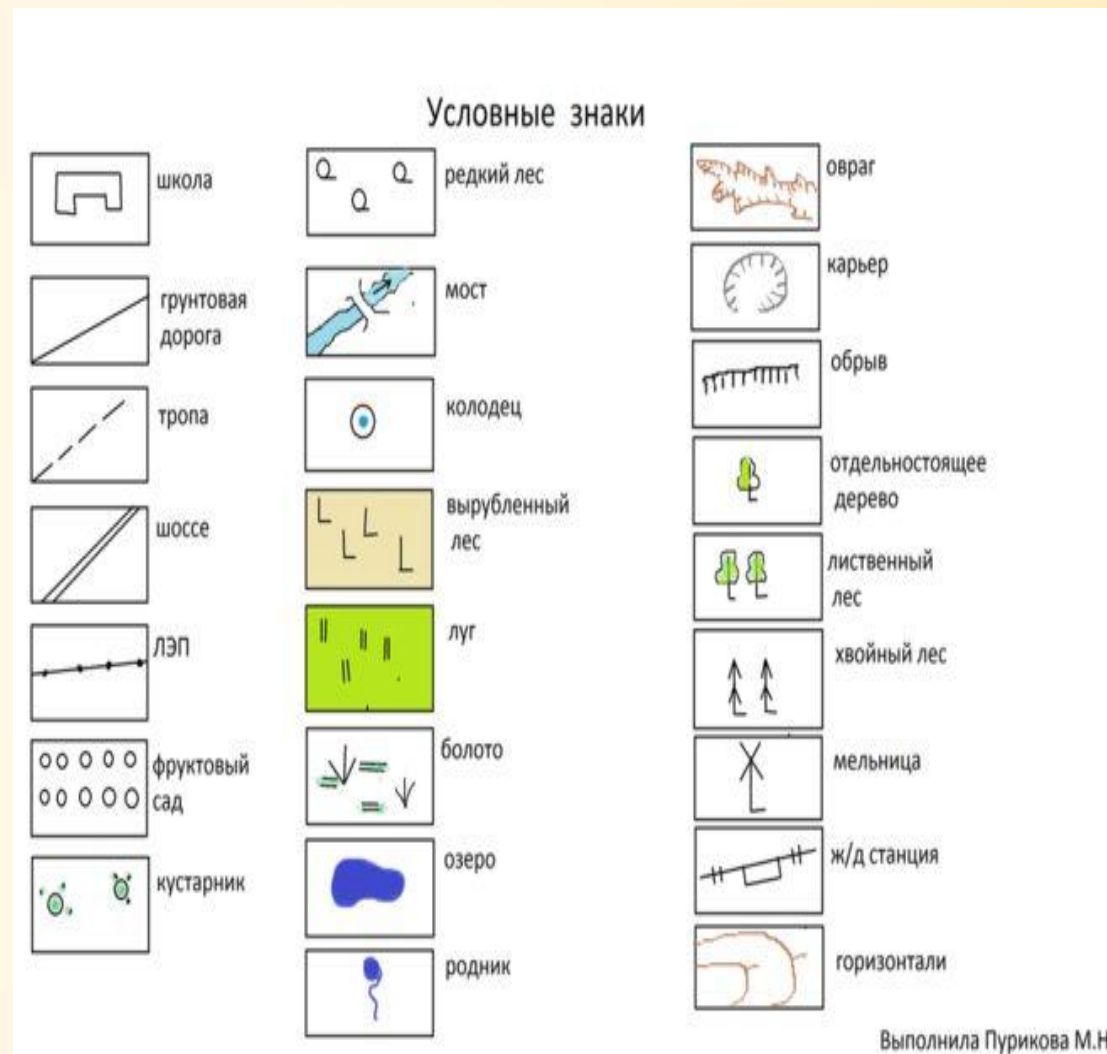 Условные знаки
школа
грунтовая
дорога
тропа
шоссе
ЛЭП
фруктовый
сад
кустарник
редкий лес
мост
колодец
вырубленный
лес
луг
болото
озеро
родник
овраг
карьер
обрыв
отдельностоящее
дерево
лиственный
лес
хвойный лес
мельница
ж/д станция
горизонтали
Выполнила Пурикова М.Н